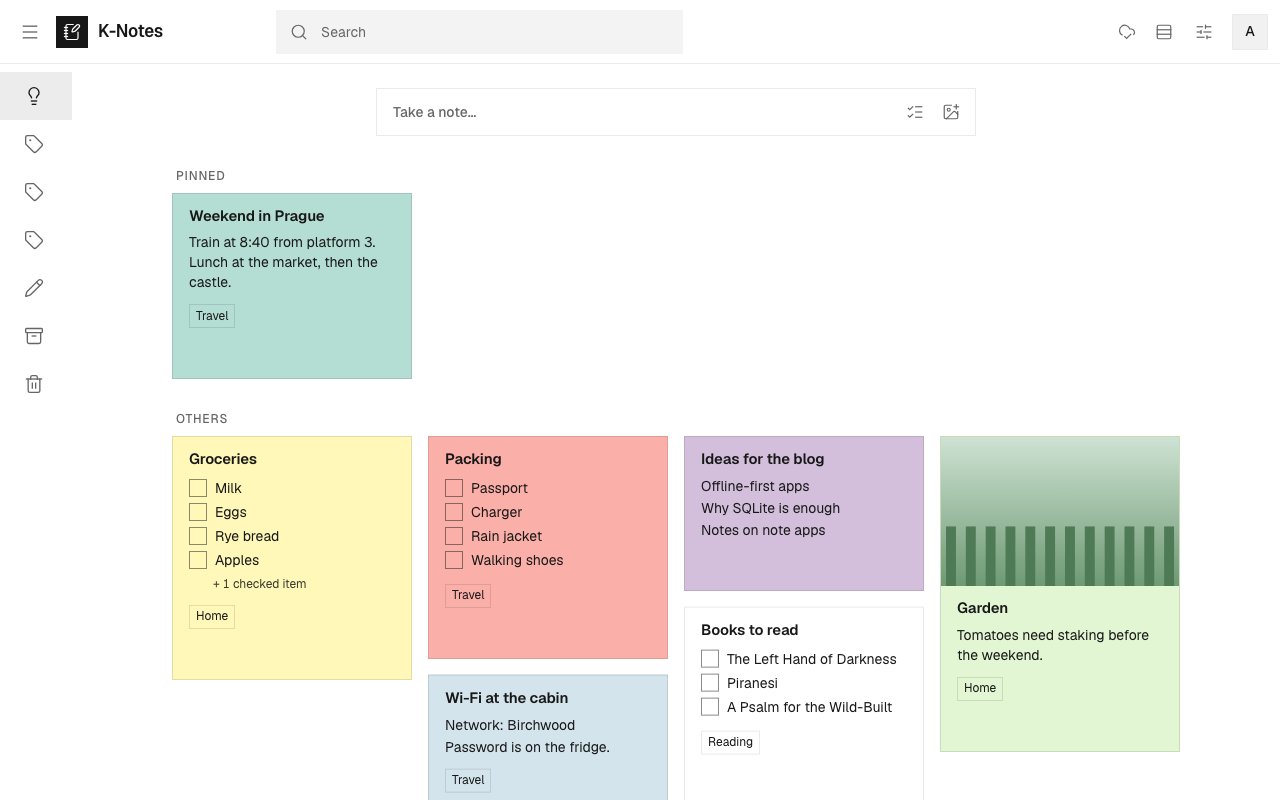 K-Notes
Search
A
Take a note...
PINNED
Weekend in Prague
Train at 8:40 from platform 3.
Lunch at the market, then the
castle.
Travel
OTHERS
Groceries
Milk
Eggs
Rye bread
Apples
+ 1 checked item
Home
Packing
Passport
Charger
Rain jacket
Walking shoes
Travel
Wi-Fi at the cabin
Network: Birchwood
Password is on the fridge.
Travel
Ideas for the blog
Offline-first apps
Why SQLite is enough
Notes on note apps
Books to read
The Left Hand of Darkness
Piranesi
A Psalm for the Wild-Built
Reading
Garden
Tomatoes need staking before
the weekend.
Home